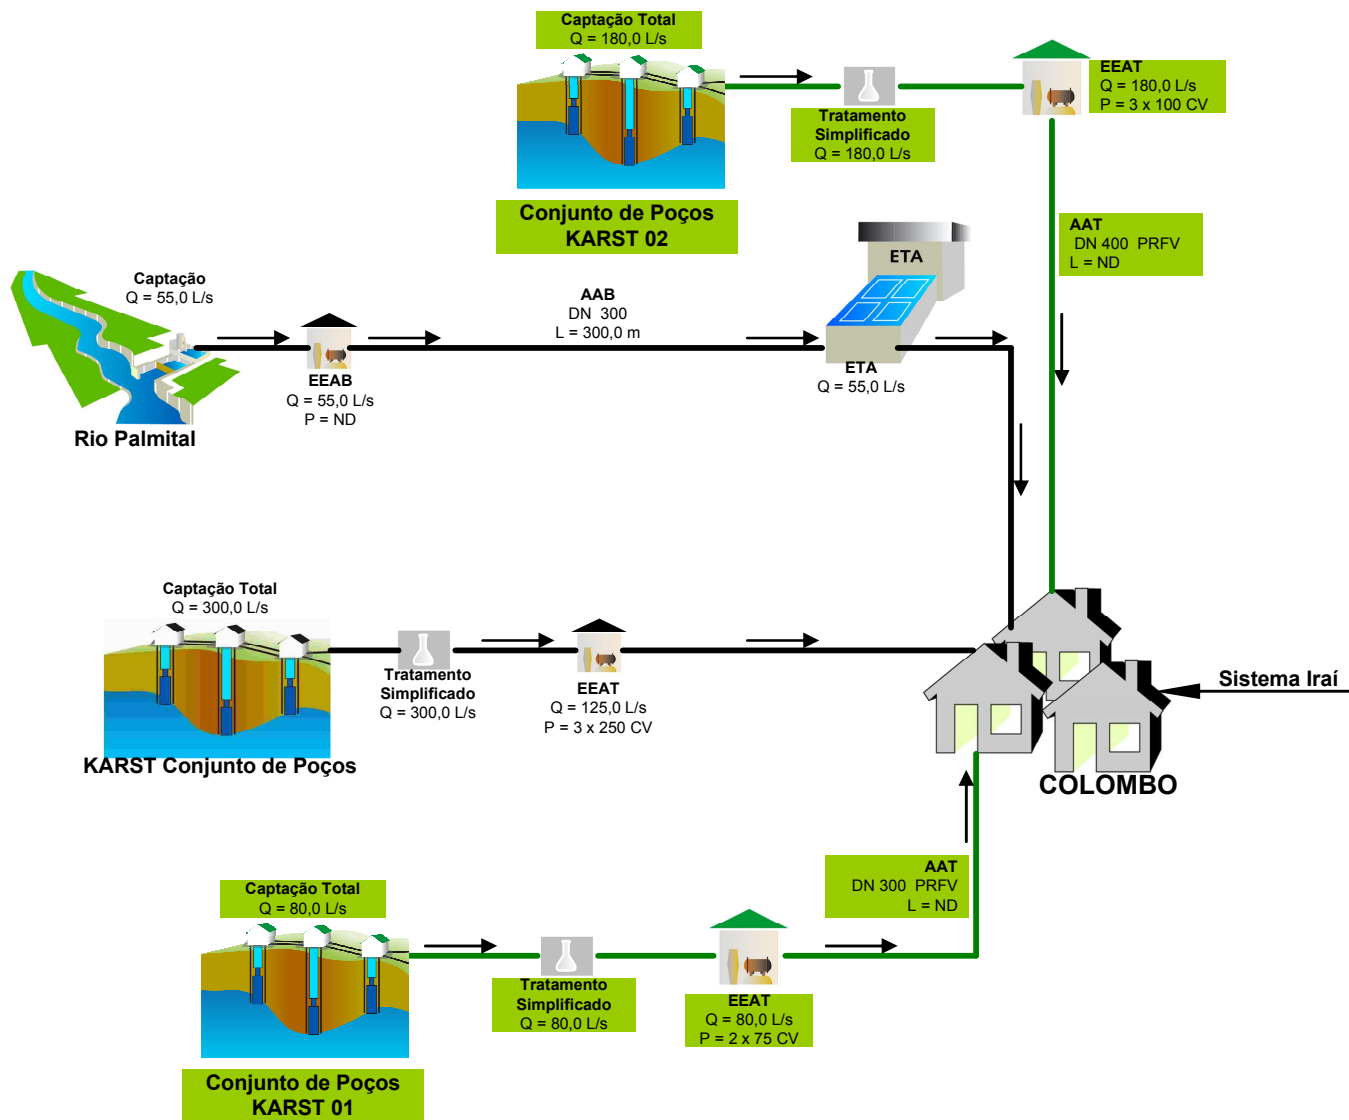 Captação Total
Q = 180,0 L/s
Conjunto de Poços
KARST 02
Tratamento
Simplificado
Q = 180,0 L/s
EEAT
Q = 180,0 L/s
P = 3 x 100 CV
AAT
DN 400 PRFV
L = ND
Captação
Q = 55,0 L/s
Rio Palmital
EEAB
Q = 55,0 L/s
P = ND
AAB
DN 300
L = 300,0 m
ETA
ETA
Q = 55,0 L/s
Captação Total
Q = 300,0 L/s
KARST Conjunto de Poços
Tratamento
Simplificado
Q = 300,0 L/s
EEAT
Q = 125,0 L/s
P = 3 x 250 CV
Sistema Iraí
COLOMBO
AAT
DN 300 PRFV
L = ND
Captação Total
Q = 80,0 L/s
Conjunto de Poços
KARST 01
Tratamento
Simplificado
Q = 80,0 L/s
EEAT
Q = 80,0 L/s
P = 2 x 75 CV